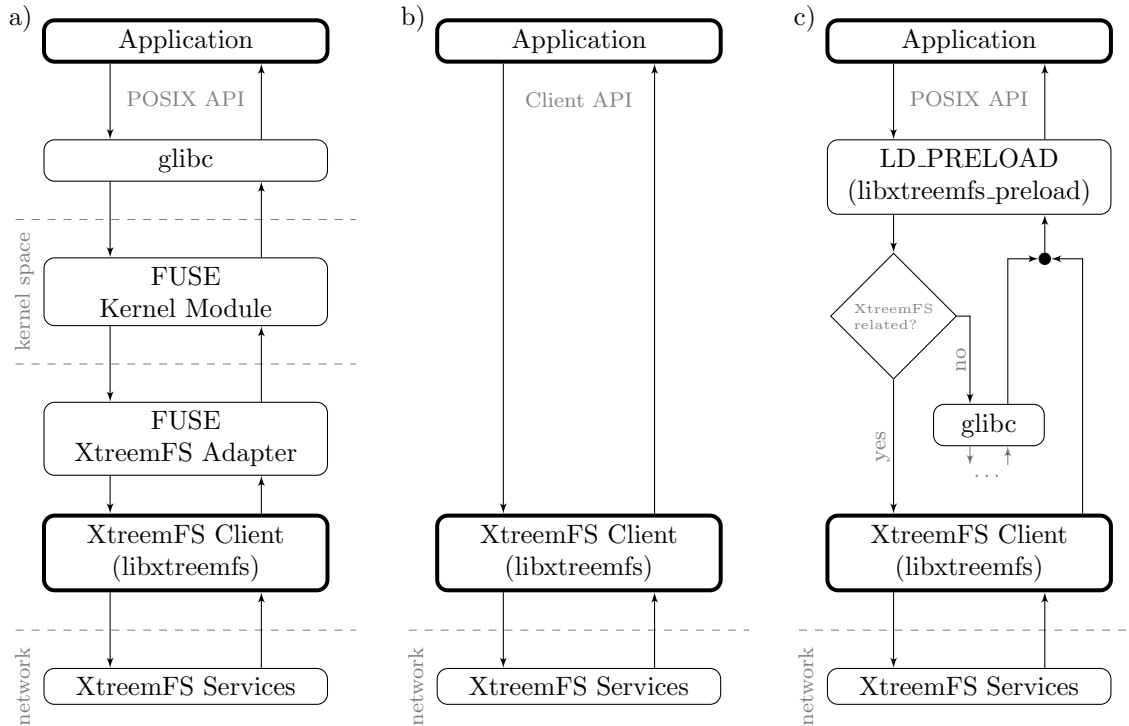 a)
Application
POSIX API
glibc
kernel space
FUSE
Kernel Module
FUSE
XtreemFS Adapter
XtreemFS Client
(libxtreemfs)
network
XtreemFS Services
b)
Application
Client API
XtreemFS Client
(libxtreemfs)
network
XtreemFS Services
c)
Application
POSIX API
LD_PRELOAD
(libxtreemfs_preload)
XtreemFS
related?
no
glibc
...
yes
XtreemFS Client
(libxtreemfs)
network
XtreemFS Services